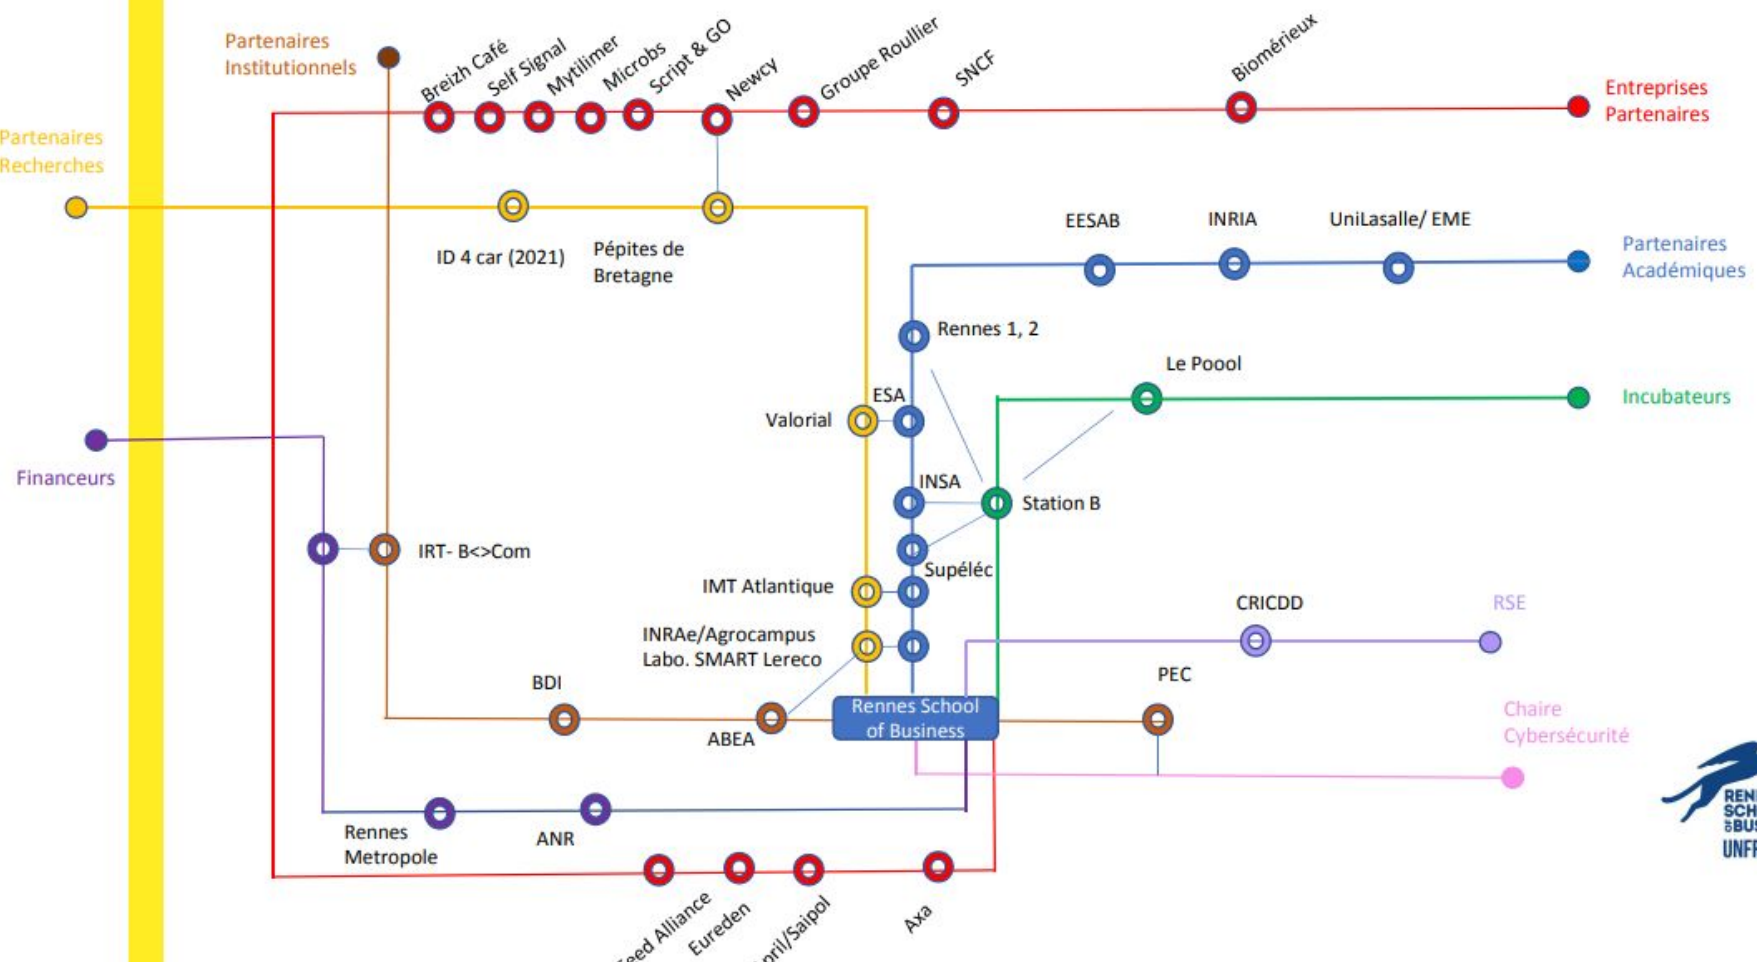 Partenaires
Institutionnels
Breizh Café
Self Signal
Mytilimer
Microbs
Script & GO
Newcy
Groupe Roullier
SNCF
Biomérieux
Entreprises
Partenaires
Partenaires
Recherches
ID 4 car (2021)
Pépites de
Bretagne
EESAB
INRIA
UniLasalle/ EME
Partenaires
Académiques
Rennes 1, 2
Le Poool
Incubateurs
ESA
Valorial
Financeurs
INSA
Station B
IRT- B<>Com
Supéléc
IMT Atlantique
CRICDD
RSE
INRAe/Agrocampus
Labo. SMART Lereco
BDI
ABEA
Rennes School
of Business
PEC
Chaire
Cybersécurité
Rennes
Metropole
ANR
Alliance
Eureden
/Saipol
Axa